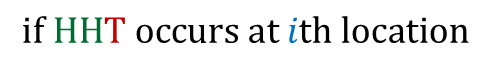 if HHT occurs at ith location